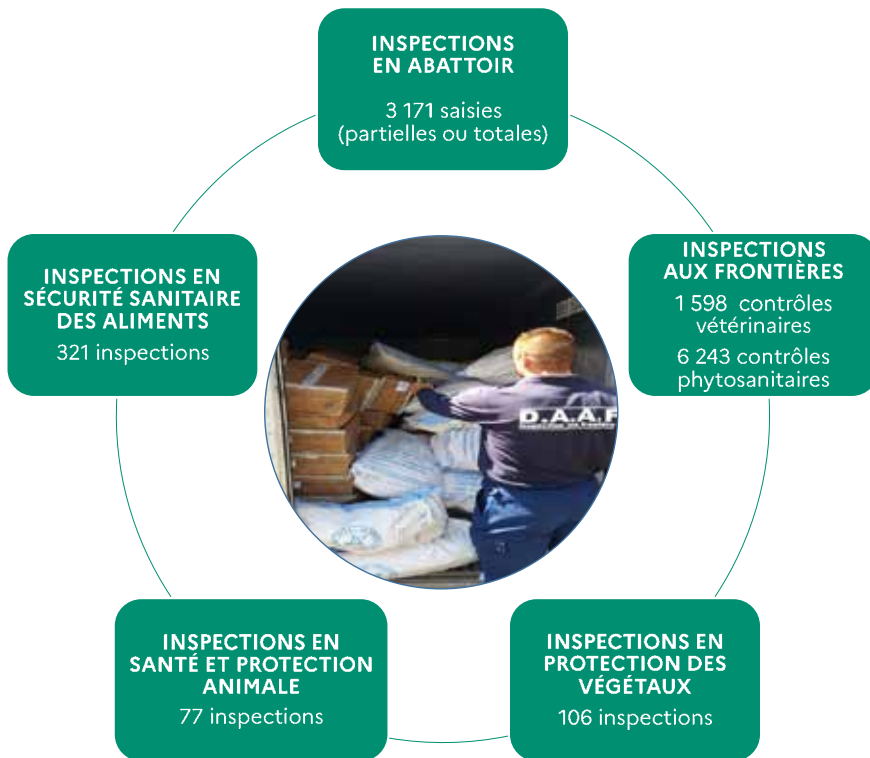 INSPECTIONS
EN ABATTOIR
3 171 saisies
(partielles ou totales)
INSPECTIONS
AUX FRONTIÈRES
1 598 contrôles
vétérinaires
6 243 contrôles
phytosanitaires
INSPECTIONS EN
SÉCURITÉ SANITAIRE
DES ALIMENTS
321 inspections
D.A.A.F
INSPECTIONS EN
SANTÉ ET PROTECTION
ANIMALE
77 inspections
INSPECTIONS EN
PROTECTION DES
VÉGÉTAUX
106 inspections